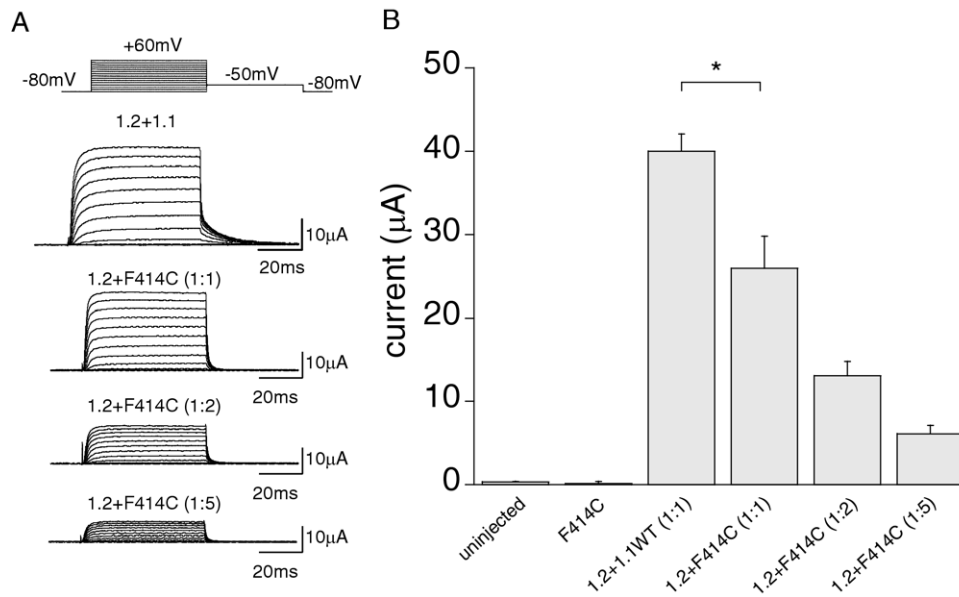 A
+60mV
-80mV
-50mV
-80mV
1.2+1.1
10μA
20ms
1.2+F414C (1:1)
10μA
20ms
1.2+F414C (1:2)
10μA
20ms
1.2+F414C (1:5)
10μA
20ms
B
current (μA)
50
40
30
20
10
0
*
uninjected
F414C
1.2+1.1WT (1:1)
1.2+F414C (1:1)
1.2+F414C (1:2)
1.2+F414C (1:5)